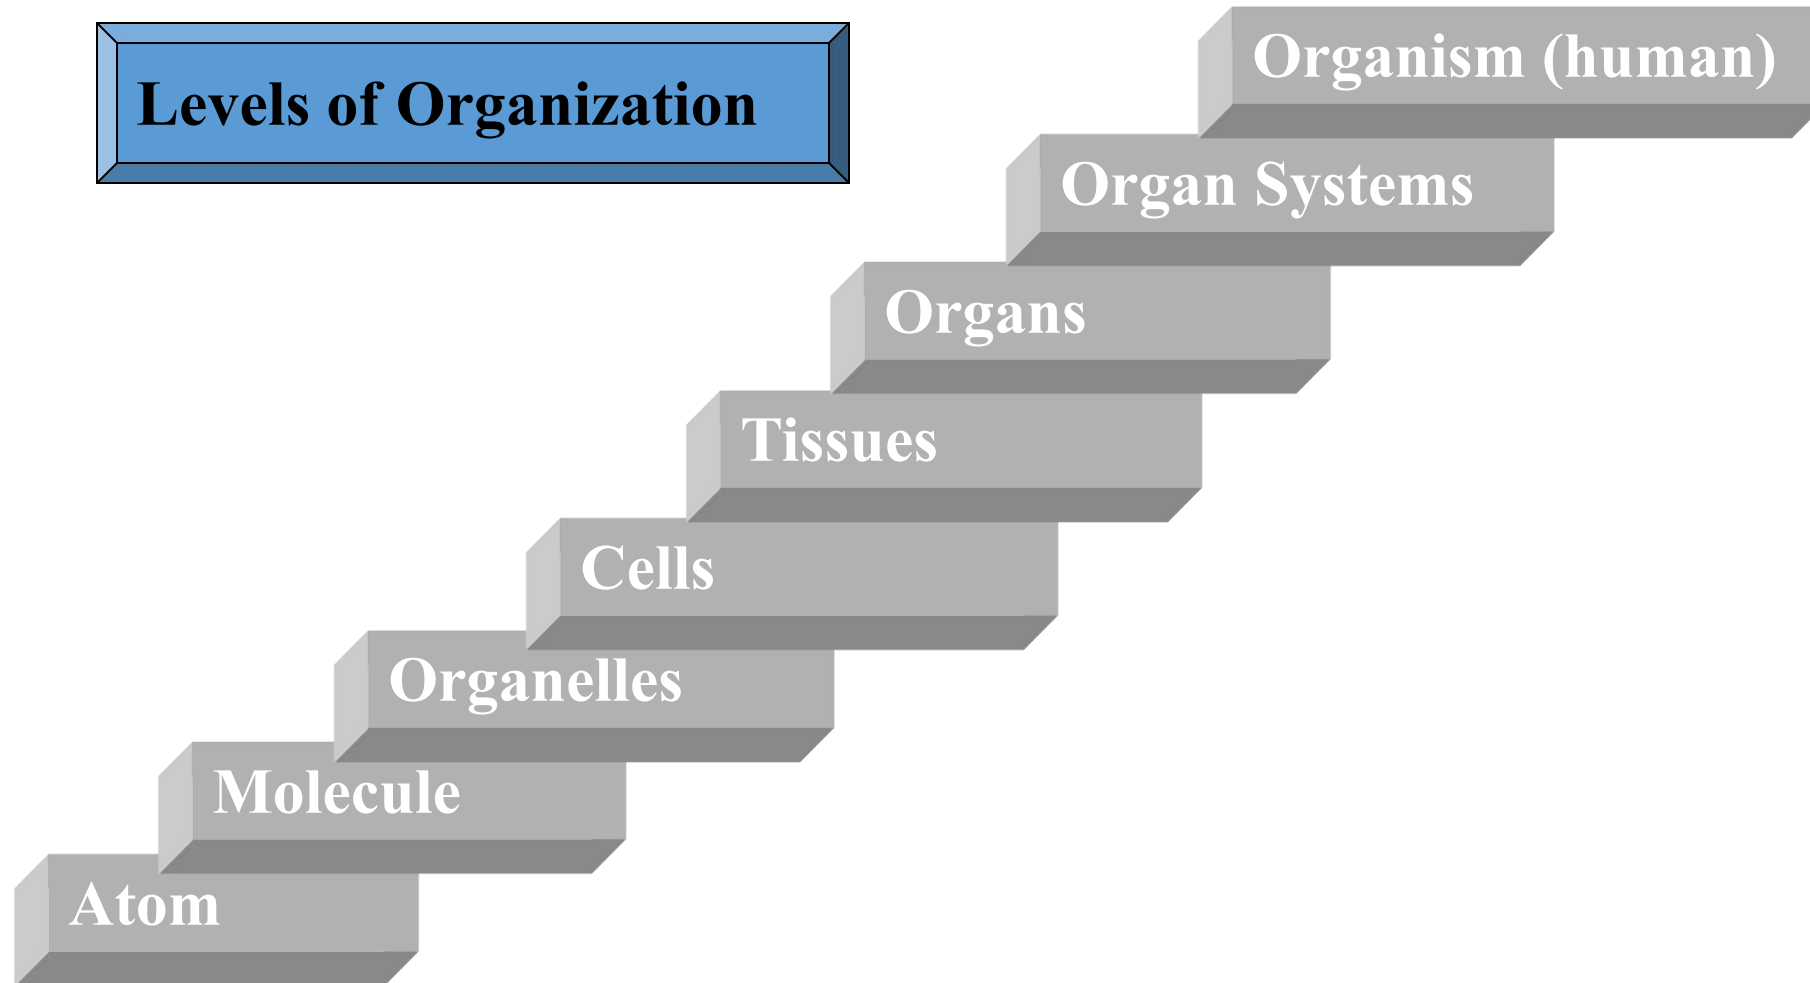 Levels of Organization
Organism (human)
Organ Systems
Organs
Tissues
Cells
Organelles
Molecule
Atom